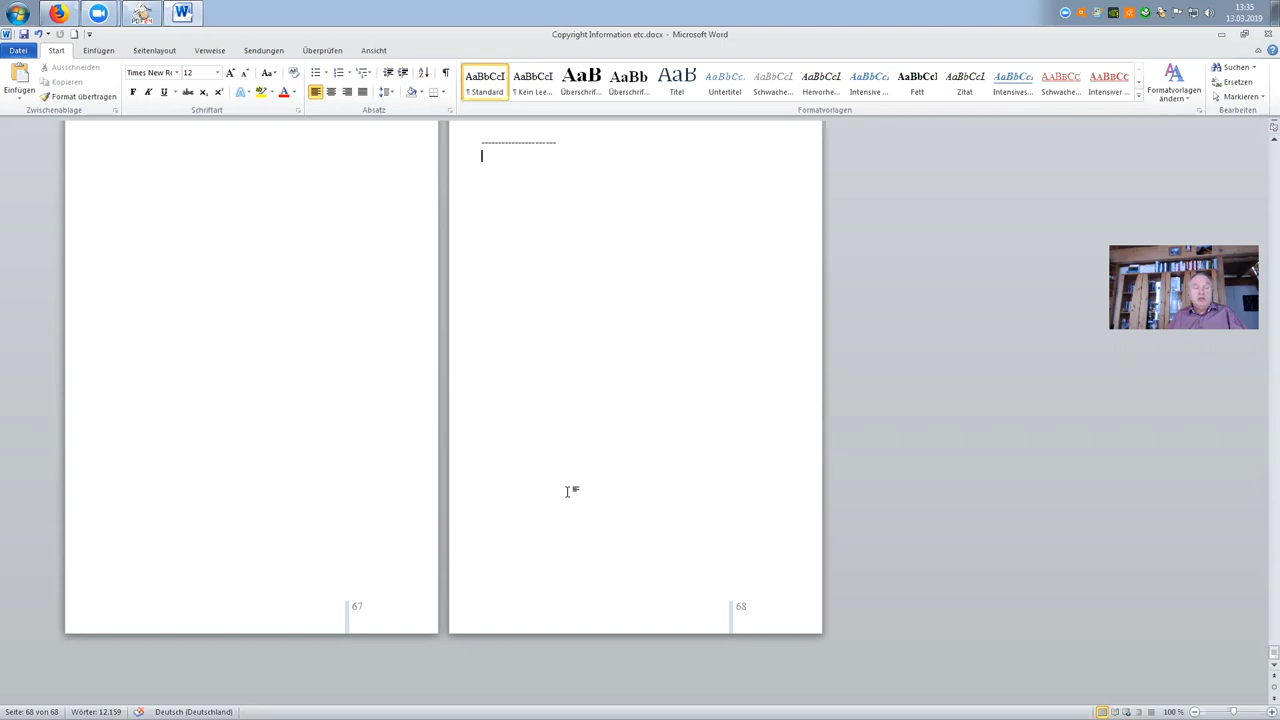 13:35
13.03.2019
Copyright Information etc.docx - Microsoft Word
Datei Start Einfügen Seitenlayout Verweise Sendungen Überprüfen Ansicht
Einfügen
Ausschneiden
Kopieren
Format übertragen
Zwischenablage
Times New R 12
Schriftart
Absatz
AaBbCcI AaBbCcI AaB AaBb AaB AaBbCc. AaBbCcI AaBbCcI AaBbCcI AaBbCcI AaBbCcI AaBbCcI AaBbCc AaBbCc
¶ Standard ¶ Kein Lee... Überschrif... Überschrif... Titel Untertitel Schwache... Hervorhe... Intensive ... Fett Zitat Intensives... Schwache... Intensiver ...
Formatvorlagen
Formatvorlagen ändern
Suchen
Ersetzen
Markieren
Bearbeiten
----------------------
67
68
Seite: 68 von 68 Wörter: 12.159 Deutsch (Deutschland) 100 %